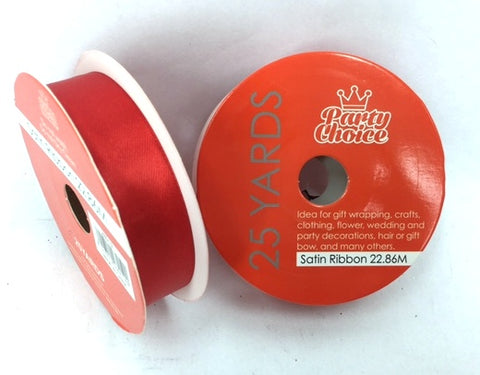 Party
Choice
25 YARDS
Idea for gift wrapping, crafts,
clothing, flower, wedding and
party decorations, hair or gift
bow, and many others.
Satin Ribbon 22.86M